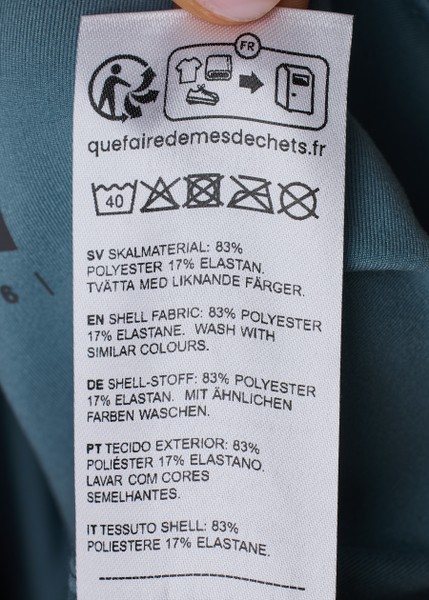 FR
quefairedemesdechets.fr
40
SV SKALMATERIAL: 83%
POLYESTER 17% ELASTAN.
TVÄTTA MED LIKNANDE FÄRGER.
EN SHELL FABRIC: 83% POLYESTER
17% ELASTANE. WASH WITH
SIMILAR COLOURS.
DE SHELL-STOFF: 83% POLYESTER
17% ELASTAN. MIT ÄHNLICHEN
FARBEN WASCHEN.
PT TECIDO EXTERIOR: 83%
POLIÉSTER 17% ELASTANO.
LAVAR COM CORES
SEMELHANTES.
IT TESSUTO SHELL: 83%
POLIESTERE 17% ELASTANE.
6